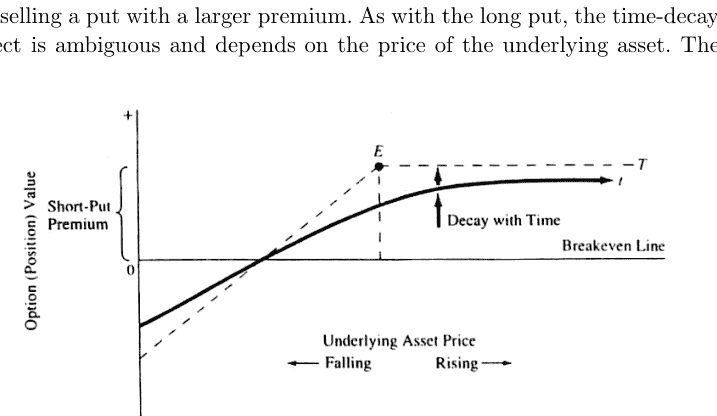 selling a put with a larger premium. As with the long put, the time-decay
ect is ambiguous and depends on the price of the underlying asset. The
+
E
T
t
Short-Put
Premium
Decay with Time
Breakeven Line
0
Option (Position) Value
Underlying Asset Price
Falling Rising